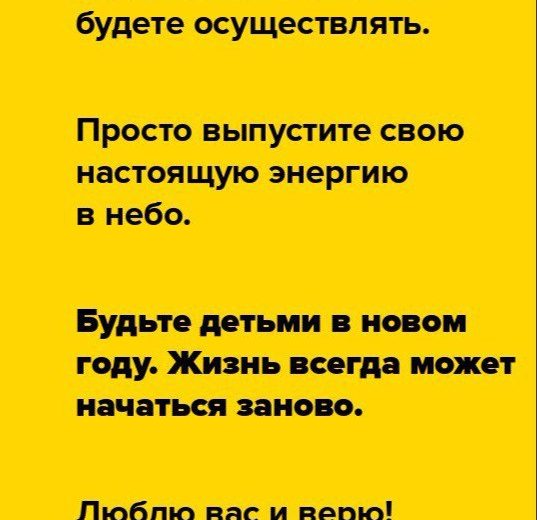 будете осуществлять.
Просто выпустите свою
настоящую энергию
в небо.
Будьте детьми в новом
году. Жизнь всегда может
начаться заново.
Люблю вас и верю!